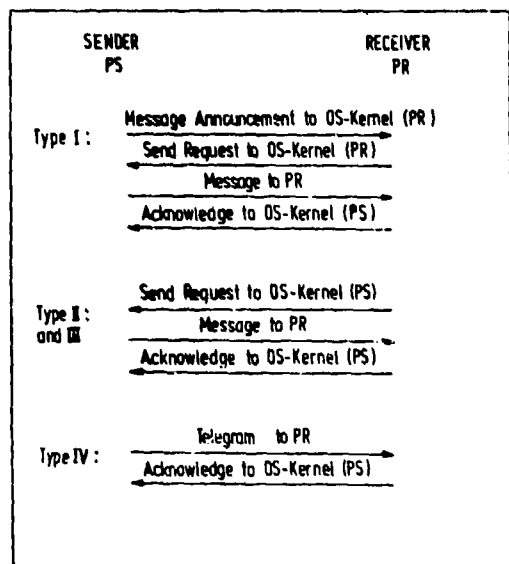 SENDER RECEIVER
PS PR
Message Announcement to OS-Kernel (PR)
Type I :
Send Request to OS-Kernel (PR)
Message to PR
Acknowledge to OS-Kernel (PS)
Send Request to OS-Kernel (PS)
Type II :
and III
Message to PR
Acknowledge to OS-Kernel (PS)
Telegram to PR
Type IV :
Acknowledge to OS-Kernel (PS)